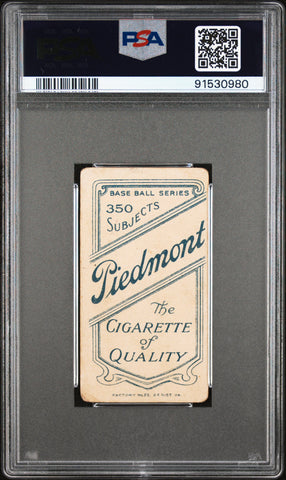 PSA
91530980
BASE BALL SERIES
350
SUBJECTS
Piedmont
The
CIGARETTE
of
QUALITY